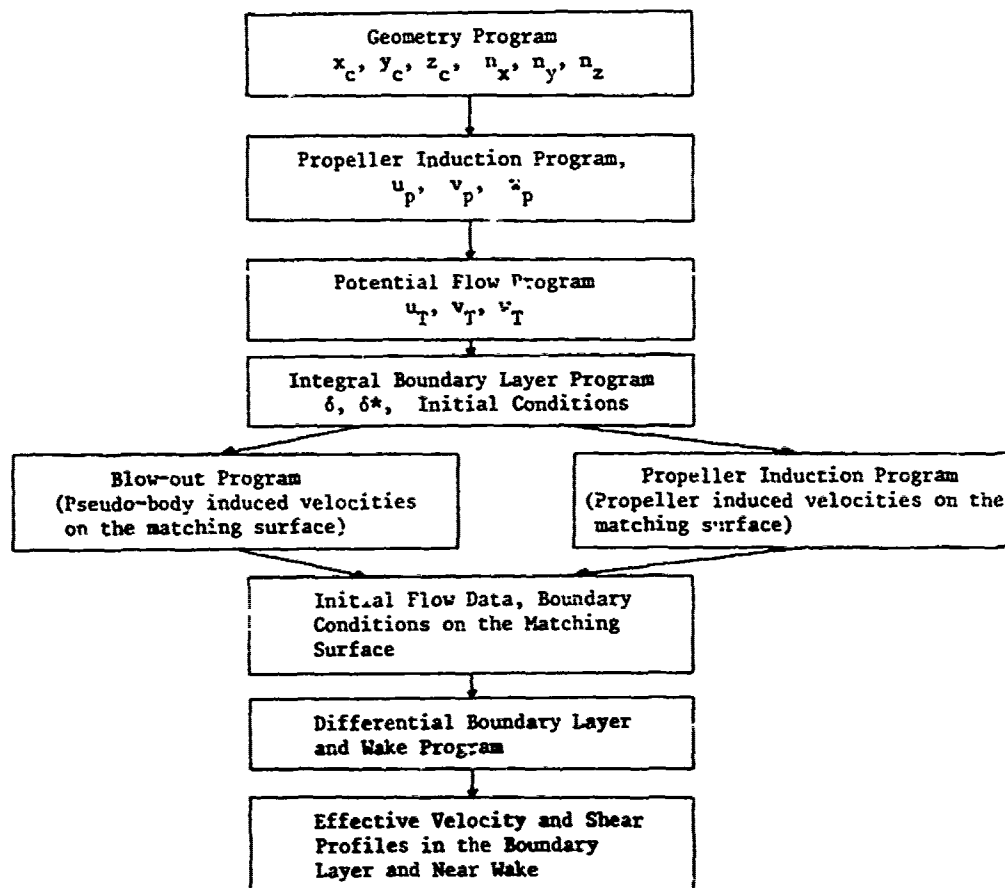 Geometry Program
x_c, y_c, z_c, n_x, n_y, n_z
Propeller Induction Program,
u_p, v_p, w_p
Potential Flow Program
u_T, v_T, w_T
Integral Boundary Layer Program
δ, δ*, Initial Conditions
Blow-out Program
(Pseudo-body induced velocities
on the matching surface)
Propeller Induction Program
(Propeller induced velocities on the
matching surface)
Initial Flow Data, Boundary
Conditions on the Matching
Surface
Differential Boundary Layer
and Wake Program
Effective Velocity and Shear
Profiles in the Boundary
Layer and Near Wake